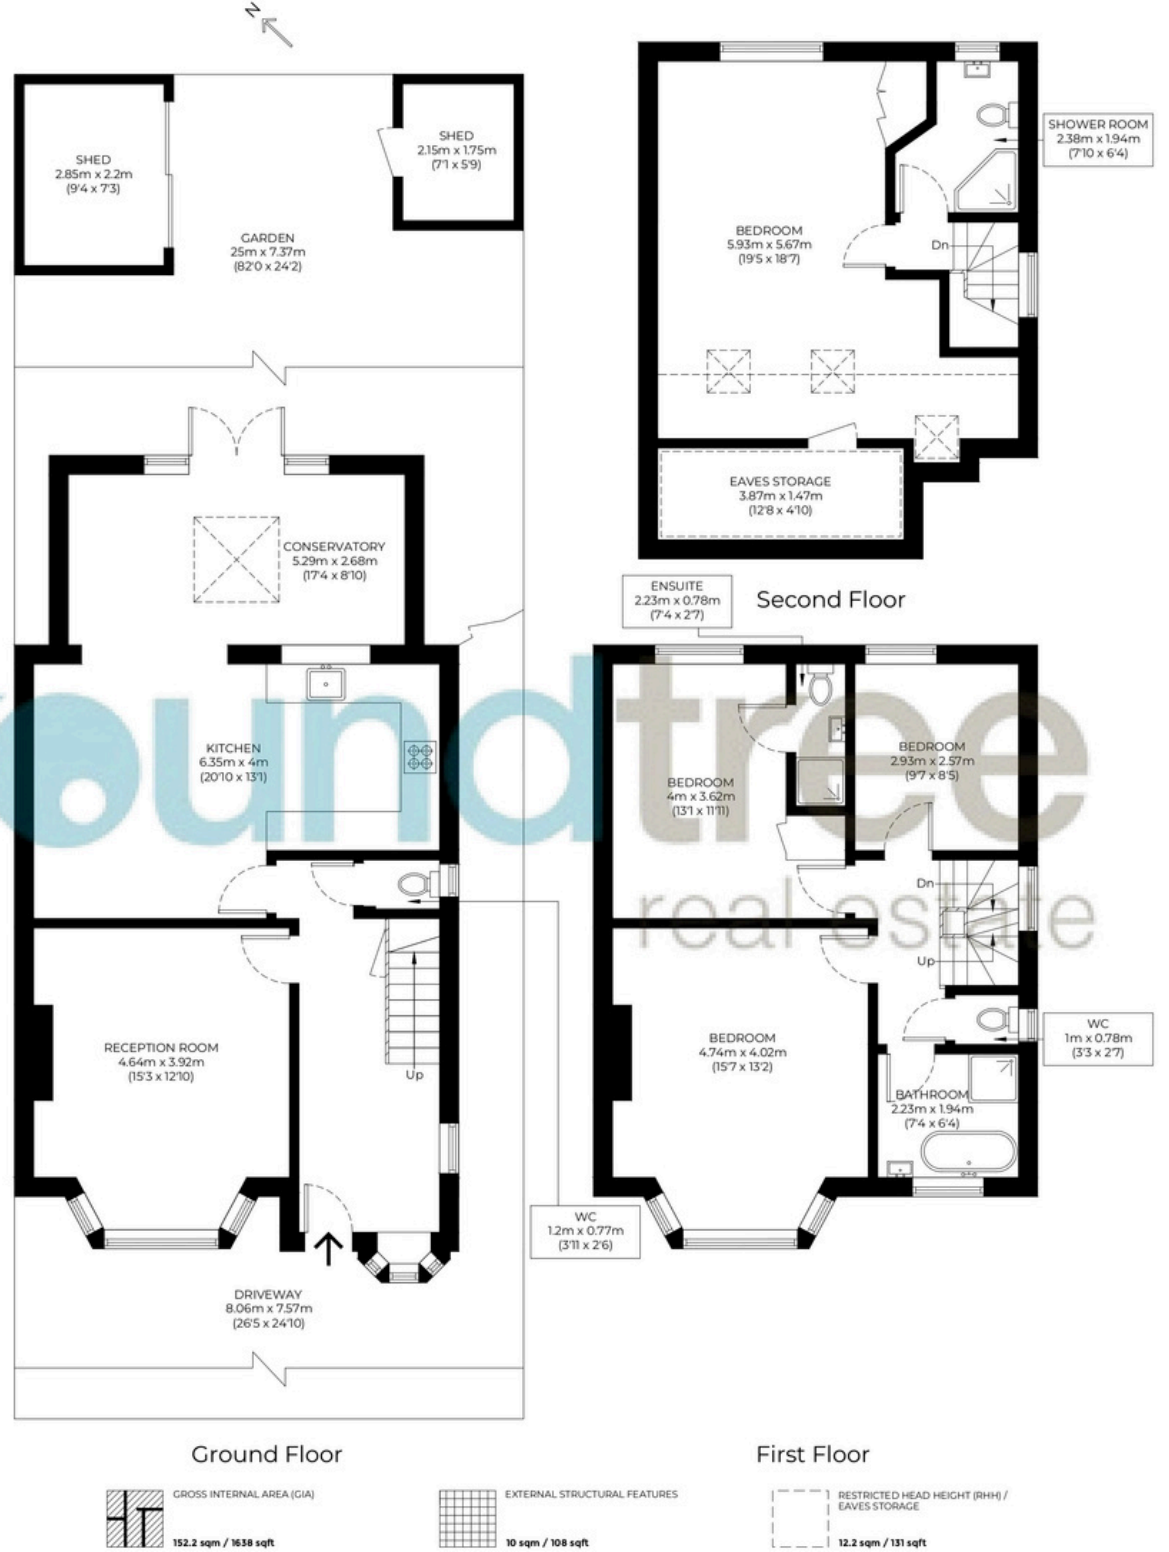 N
SHED
2.85m x 2.2m
(9'4 x 7'3)
SHED
2.15m x 1.75m
(7'1 x 5'9)
GARDEN
25m x 7.37m
(82'0 x 24'2)
SHOWER ROOM
2.38m x 1.94m
(7'10 x 6'4)
BEDROOM
5.93m x 5.67m
(19'5 x 18'7)
Dn
EAVES STORAGE
3.87m x 1.47m
(12'8 x 4'10)
CONSERVATORY
5.29m x 2.68m
(17'4 x 8'10)
ENSUITE
2.23m x 0.78m
(7'4 x 2'7)
Second Floor
oundtree
real estate
KITCHEN
6.35m x 4m
(20'10 x 13'1)
BEDROOM
4m x 3.62m
(13'1 x 11'11)
BEDROOM
2.93m x 2.57m
(9'7 x 8'5)
Dn
Up
RECEPTION ROOM
4.64m x 3.92m
(15'3 x 12'10)
Up
BEDROOM
4.74m x 4.02m
(15'7 x 13'2)
WC
1m x 0.78m
(3'3 x 2'7)
BATHROOM
2.23m x 1.94m
(7'4 x 6'4)
WC
1.2m x 0.77m
(3'11 x 2'6)
DRIVEWAY
8.06m x 7.57m
(26'5 x 24'10)
Ground Floor
First Floor
GROSS INTERNAL AREA (GIA)
152.2 sqm / 1638 sqft
EXTERNAL STRUCTURAL FEATURES
10 sqm / 108 sqft
RESTRICTED HEAD HEIGHT (RHH) /
EAVES STORAGE
12.2 sqm / 131 sqft